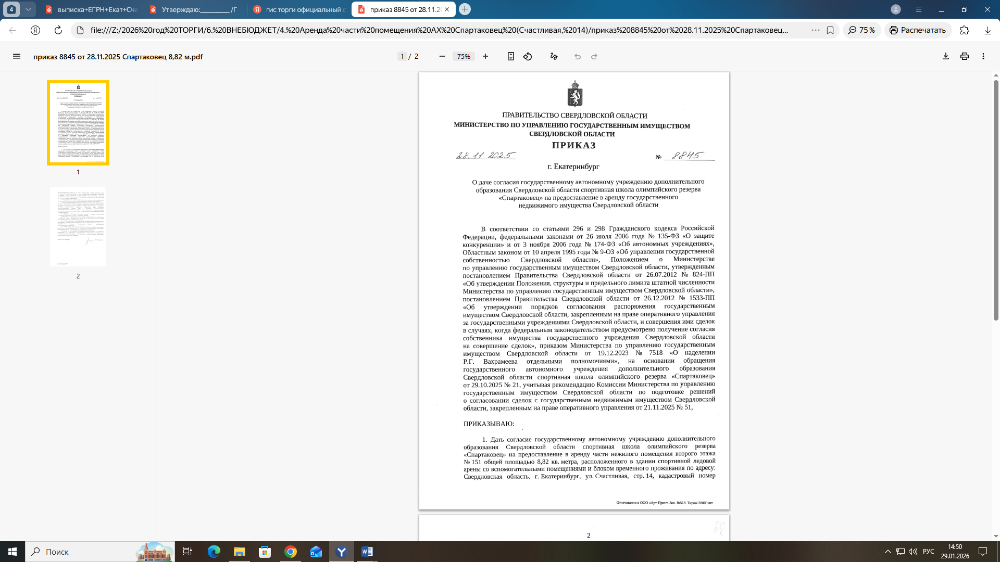 4
выписка+ЕГРН+Екат+Сча
Утверждаю:__________ /Г
гис торги официальный с
приказ 8845 от 28.11.20
file:///Z:/2026%20год%20ТОРГИ/6.%20ВНЕБЮДЖЕТ/4.%20Аренда%20части%20помещения%20АХ%20Спартаковец%20(Счастливая,%2014)/приказ%208845%20от%2028.11.2025%20Спартаковец...
75 %
Распечатать
приказ 8845 от 28.11.2025 Спартаковец 8,82 м.pdf
1 / 2
75%
1
2
ПРАВИТЕЛЬСТВО СВЕРДЛОВСКОЙ ОБЛАСТИ
МИНИСТЕРСТВО ПО УПРАВЛЕНИЮ ГОСУДАРСТВЕННЫМ ИМУЩЕСТВОМ
СВЕРДЛОВСКОЙ ОБЛАСТИ
ПРИКАЗ
28.11.2025
№ 8845
г. Екатеринбург
О даче согласия государственному автономному учреждению дополнительного
образования Свердловской области спортивная школа олимпийского резерва
«Спартаковец» на предоставление в аренду государственного
недвижимого имущества Свердловской области
В соответствии со статьями 296 и 298 Гражданского кодекса Российской
Федерации, федеральными законами от 26 июля 2006 года № 135-ФЗ «О защите
конкуренции» и от 3 ноября 2006 года № 174-ФЗ «Об автономных учреждениях»,
Областным законом от 10 апреля 1995 года № 9-ОЗ «Об управлении государственной
собственностью Свердловской области», Положением о Министерстве
по управлению государственным имуществом Свердловской области, утвержденным
постановлением Правительства Свердловской области от 26.07.2012 № 824-ПП
«Об утверждении Положения, структуры и предельного лимита штатной численности
Министерства по управлению государственным имуществом Свердловской области»,
постановлением Правительства Свердловской области от 26.12.2012 № 1533-ПП
«Об утверждении порядков согласования распоряжения государственным
имуществом Свердловской области, закрепленным на праве оперативного управления
за государственными учреждениями Свердловской области, и совершения ими сделок
в случаях, когда федеральным законодательством предусмотрено получение согласия
собственника имущества государственного учреждения Свердловской области
на совершение сделок», приказом Министерства по управлению государственным
имуществом Свердловской области от 19.12.2023 № 7518 «О наделении
Р.Г. Вахрамеева отдельными полномочиями», на основании обращения
государственного автономного учреждения дополнительного образования
Свердловской области спортивная школа олимпийского резерва «Спартаковец»
от 29.10.2025 № 21, учитывая рекомендацию Комиссии Министерства по управлению
государственным имуществом Свердловской области по подготовке решений
о согласовании сделок с государственным недвижимым имуществом Свердловской
области, закрепленным на праве оперативного управления от 21.11.2025 № 51,
ПРИКАЗЫВАЮ:
1. Дать согласие государственному автономному учреждению дополнительного
образования Свердловской области спортивная школа олимпийского резерва
«Спартаковец» на предоставление в аренду части нежилого помещения второго этажа
№ 151 общей площадью 8,82 кв. метра, расположенного в здании спортивной ледовой
арены со вспомогательными помещениями и блоком временного проживания по адресу:
Свердловская область, г. Екатеринбург, ул. Счастливая, стр. 14, кадастровый номер
Отпечатанно в ООО «Арт-Принт. Зак. №518. Тираж 20000 шт.
2
Поиск
РУС
14:50
29.01.2026